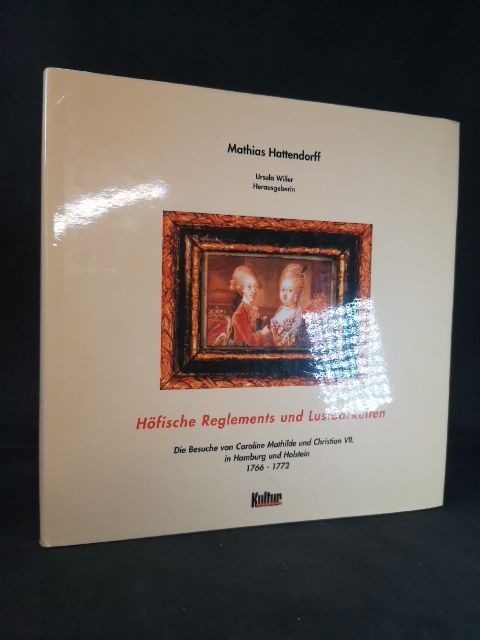 Mathias Hattendorff
Ursula Willer
Herausgeberin
Höfische Reglements und Lustbarkeiten
Die Besuche von Caroline Mathilde und Christian VII.
in Hamburg und Holstein
1766 - 1772
Kultur